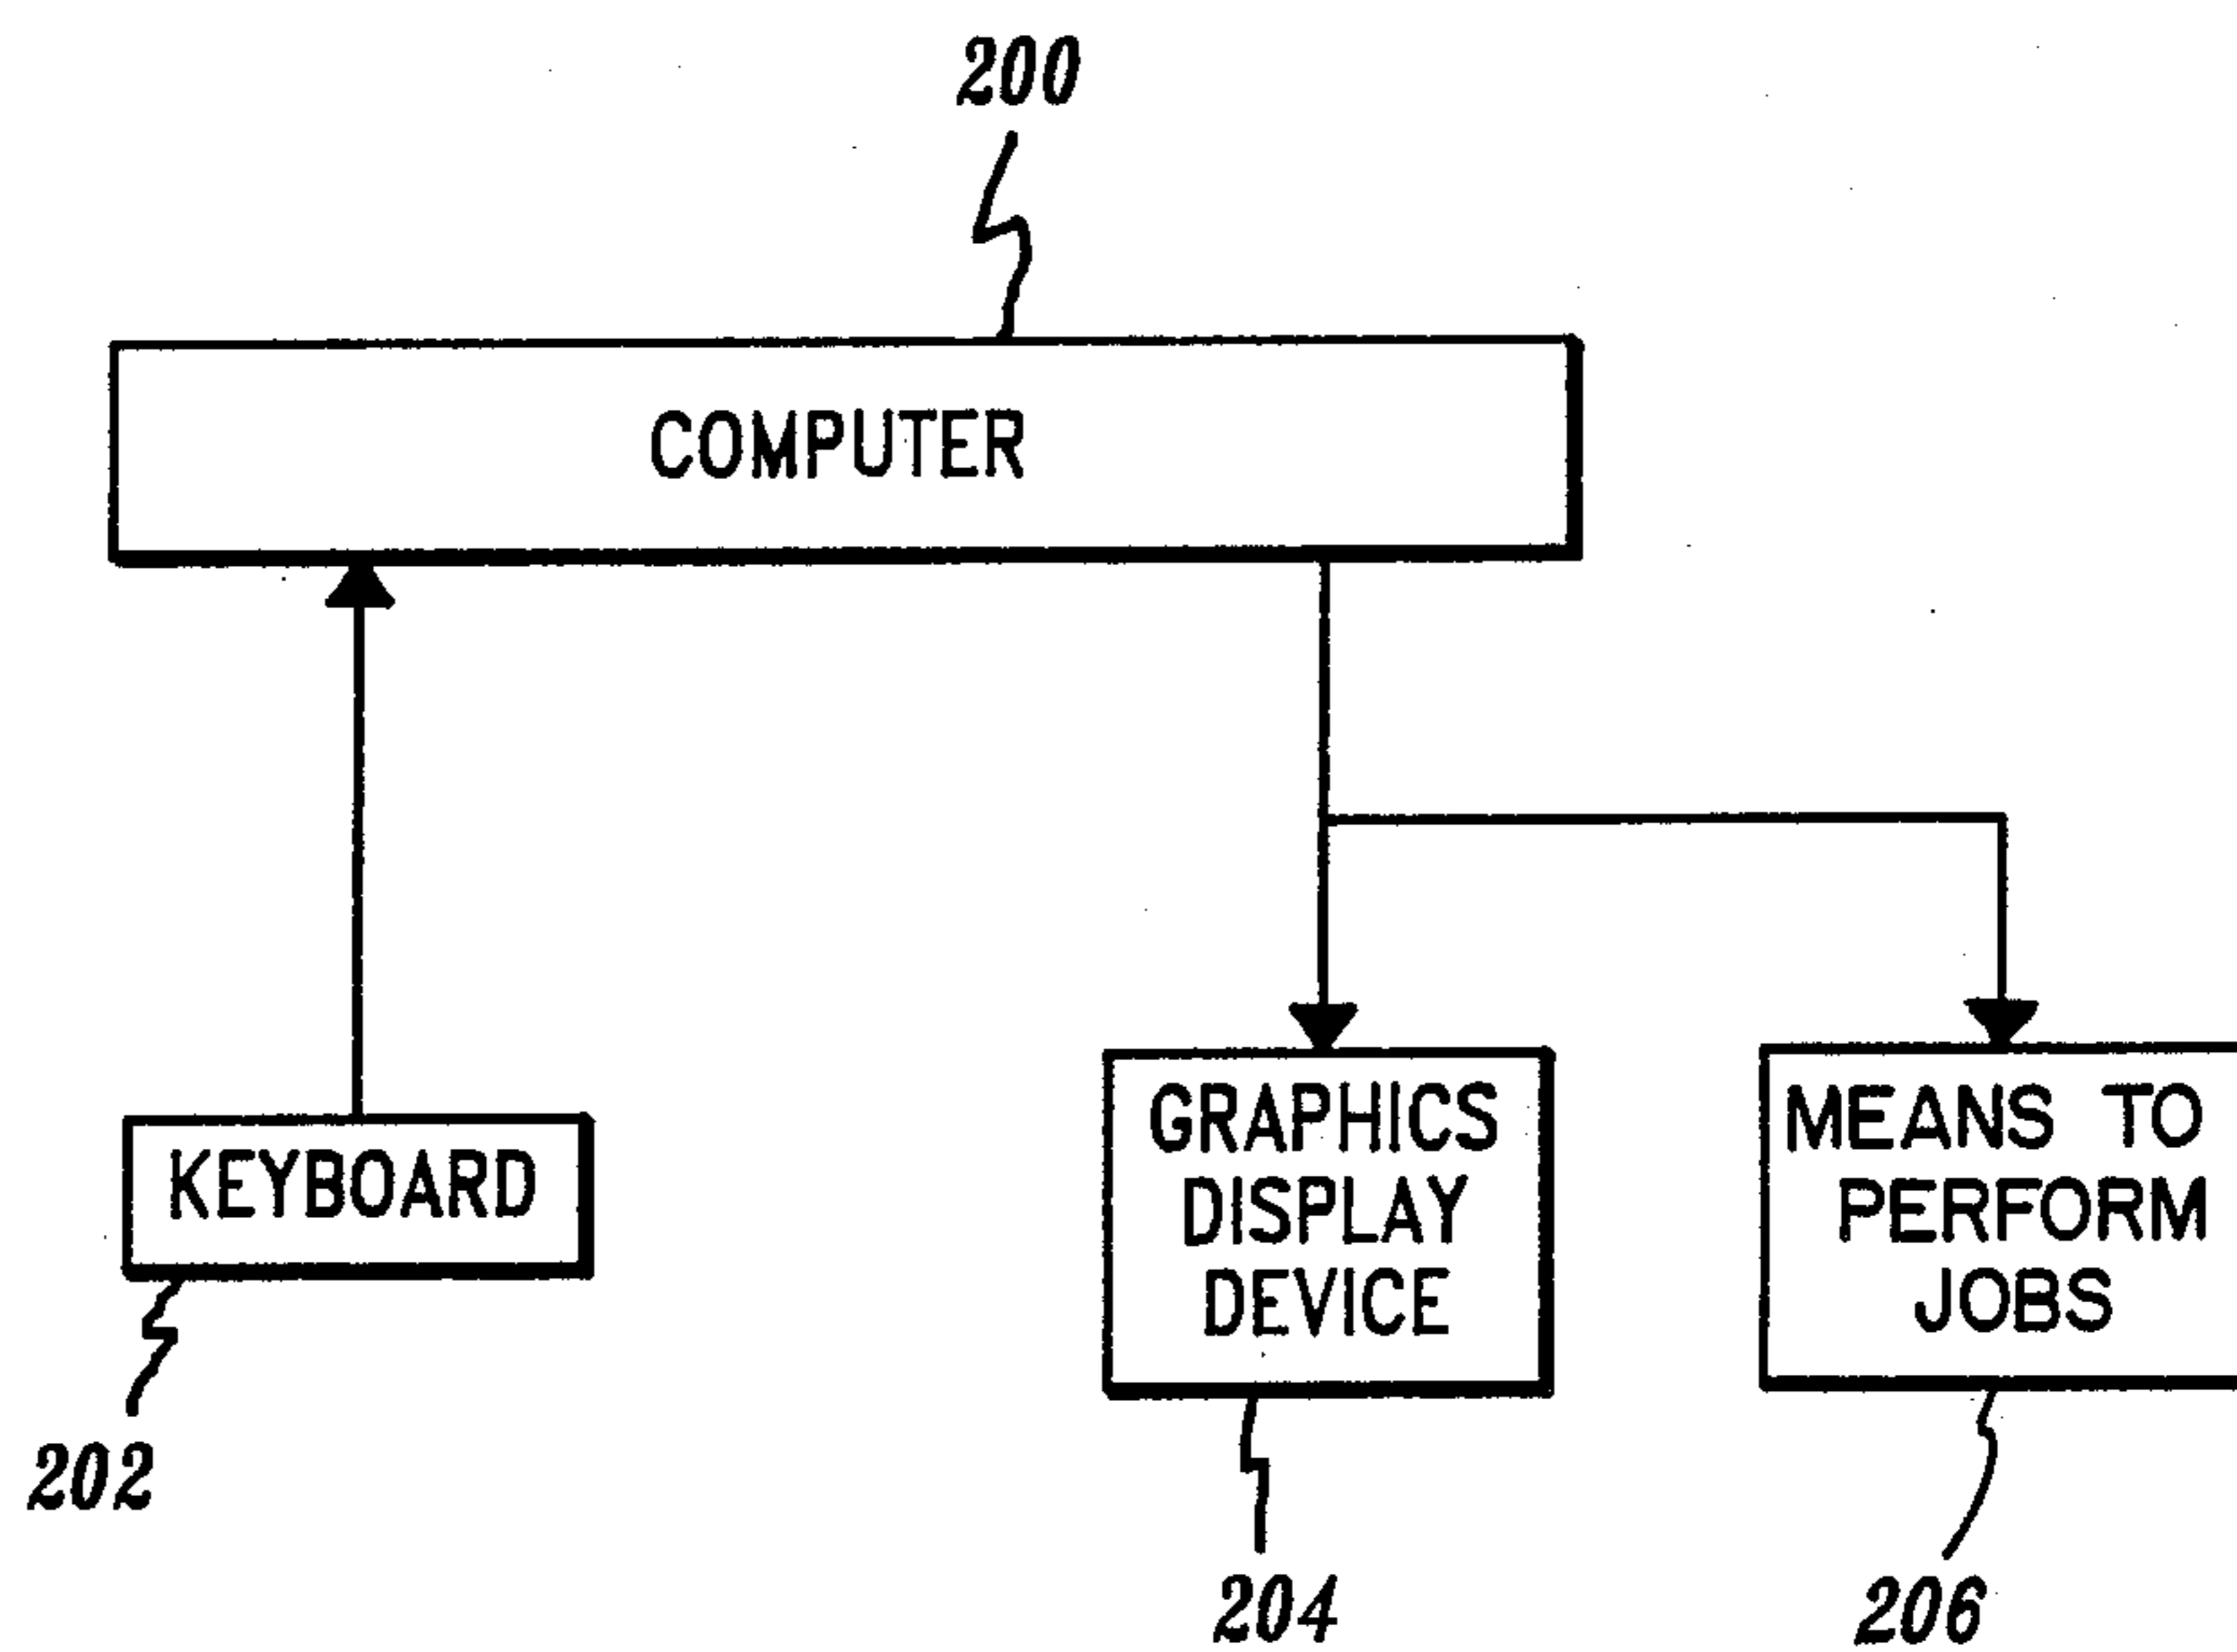 200
COMPUTER
KEYBOARD
GRAPHICS
DISPLAY
DEVICE
MEANS TO
PERFORM
JOBS
202
204
206